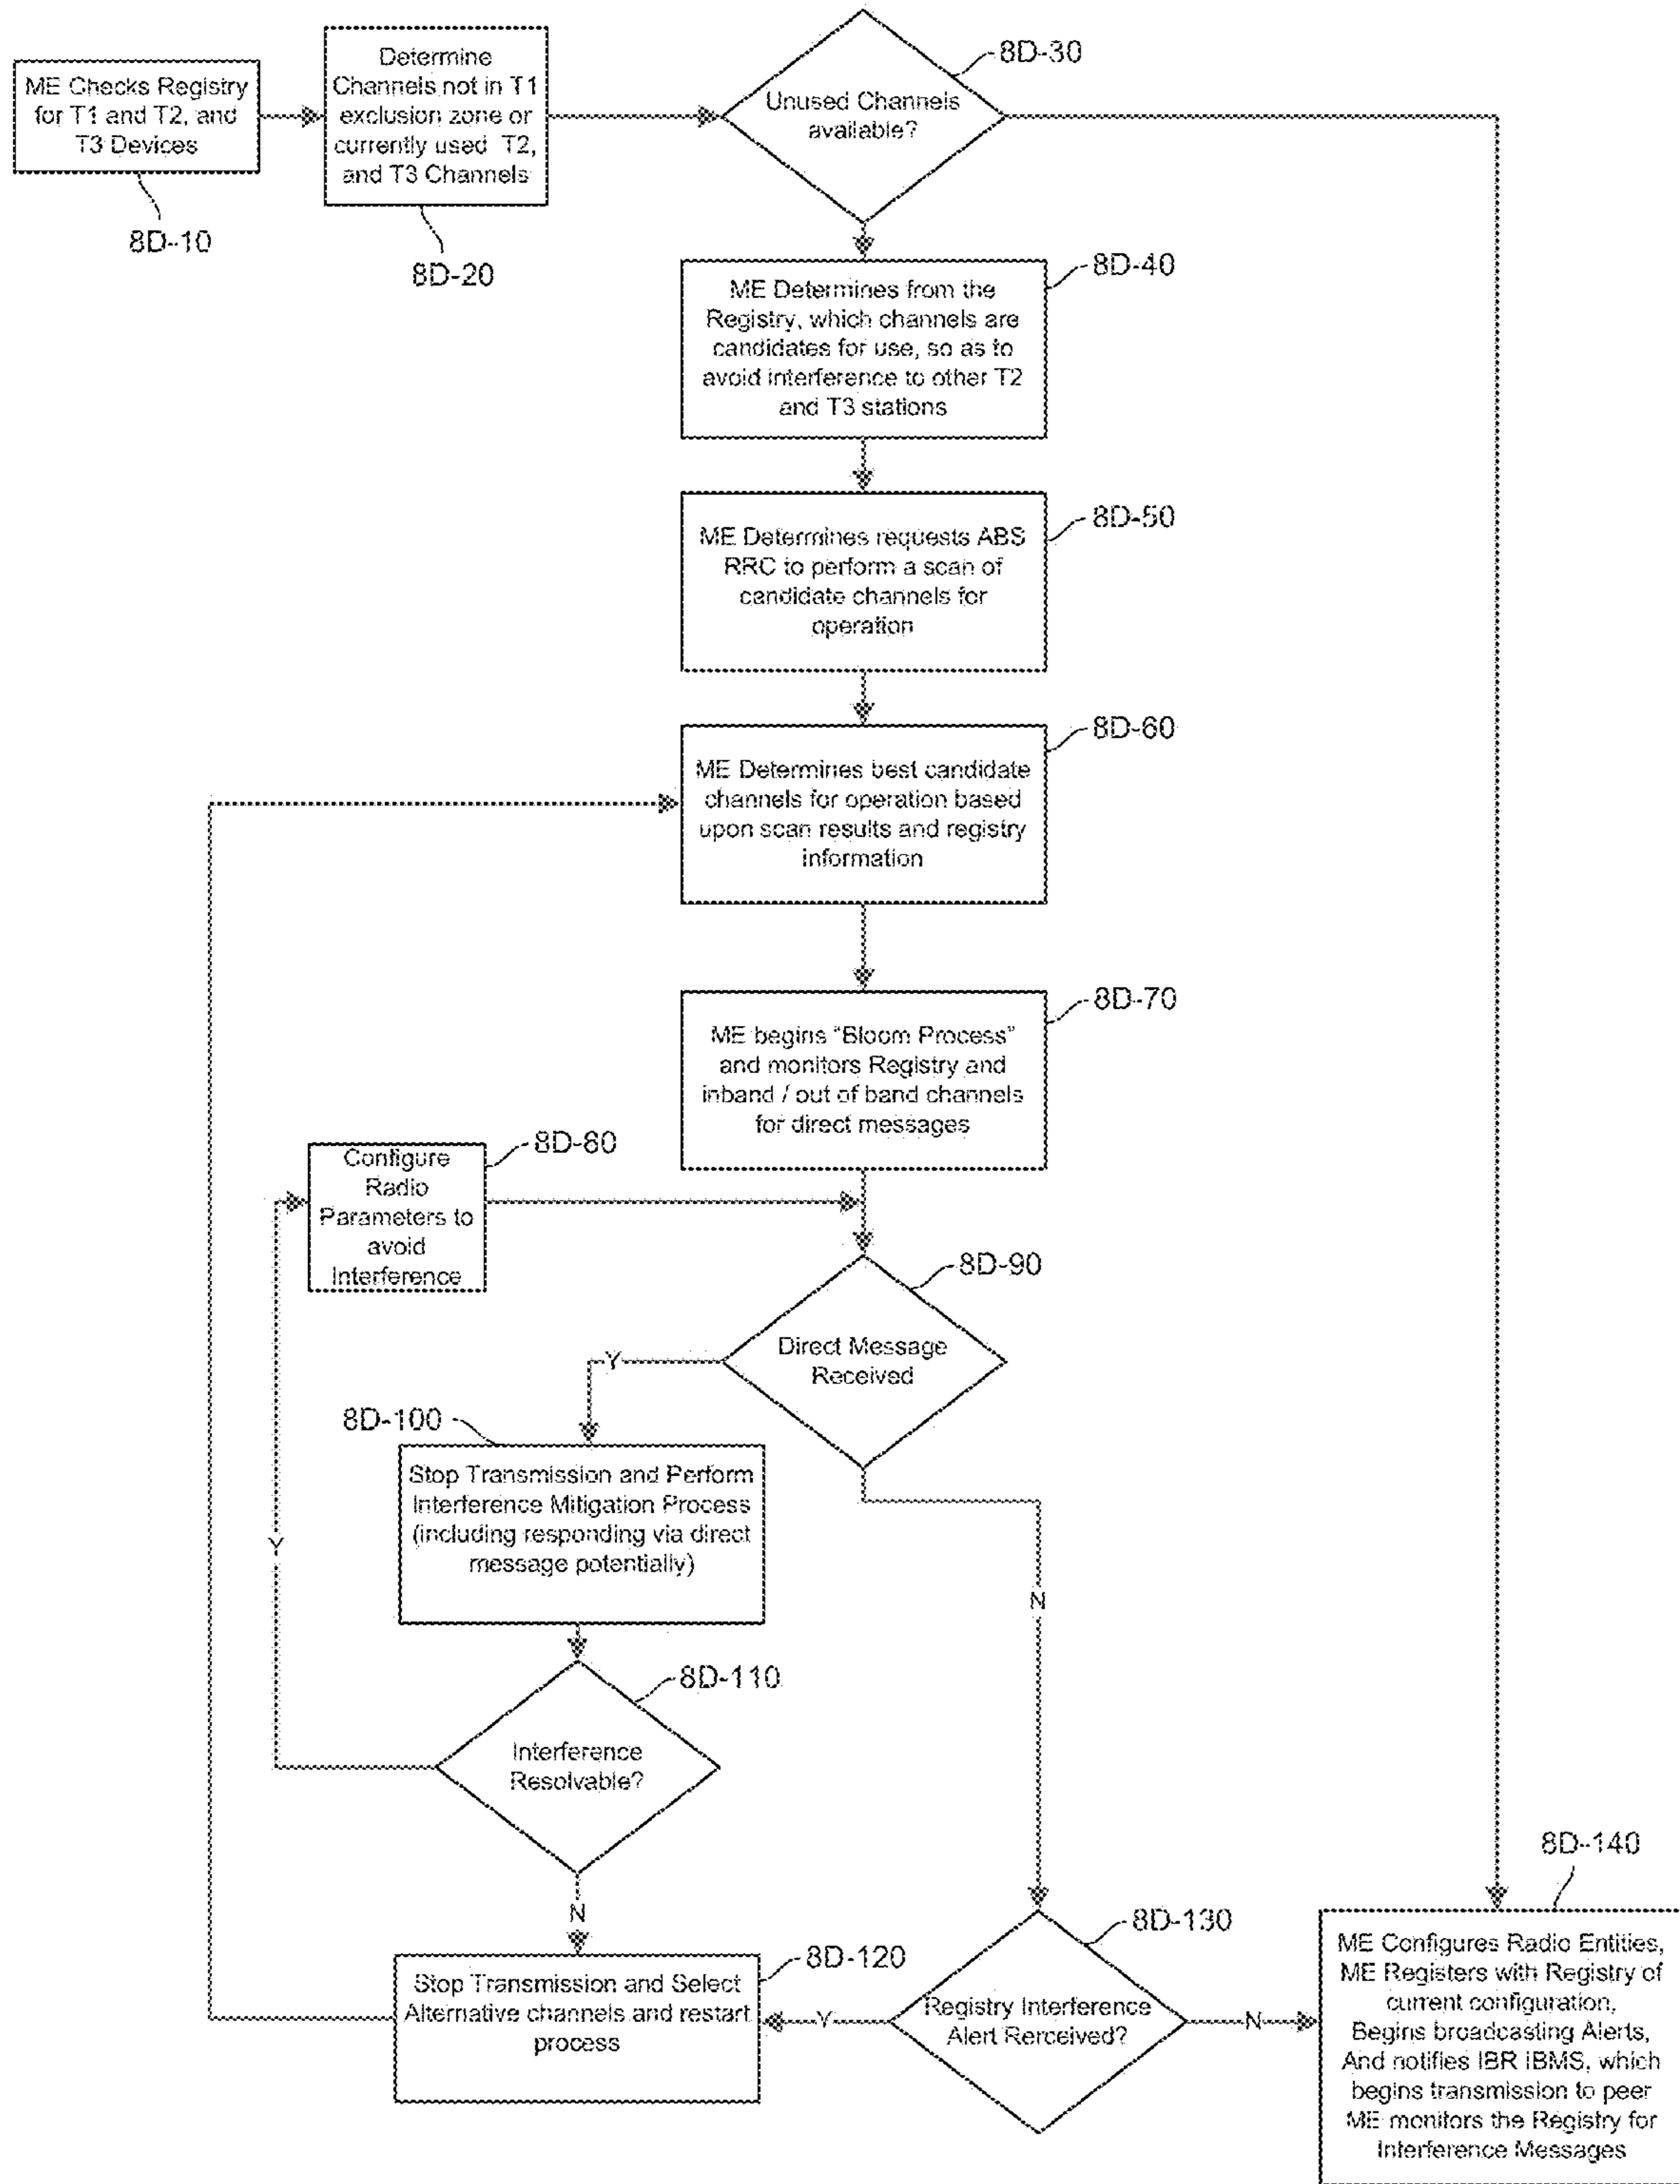 ME Checks Registry
for T1 and T2, and
T3 Devices
8D-10
Determine
Channels not in T1
exclusion zone or
currently used T2,
and T3 Channels
8D-20
Unused Channels
available?
8D-30
ME Determines from the
Registry, which channels are
candidates for use, so as to
avoid interference to other T2
and T3 stations
8D-40
ME Determines requests ABS
RRC to perform a scan of
candidate channels for
operation
8D-50
ME Determines best candidate
channels for operation based
upon scan results and registry
information
8D-60
ME begins "Bloom Process"
and monitors Registry and
inband / out of band channels
for direct messages
8D-70
Configure
Radio
Parameters to
avoid
Interference
8D-80
Direct Message
Received
8D-90
Y
N
8D-100
Stop Transmission and Perform
Interference Mitigation Process
(including responding via direct
message potentially)
Interference
Resolvable?
8D-110
Y
N
Stop Transmission and Select
Alternative channels and restart
process
8D-120
Registry Interference
Alert Rerceived?
8D-130
Y
N
8D-140
ME Configures Radio Entities,
ME Registers with Registry of
current configuration,
Begins broadcasting Alerts,
And notifies IBR IBMS, which
begins transmission to peer
ME monitors the Registry for
Interference Messages